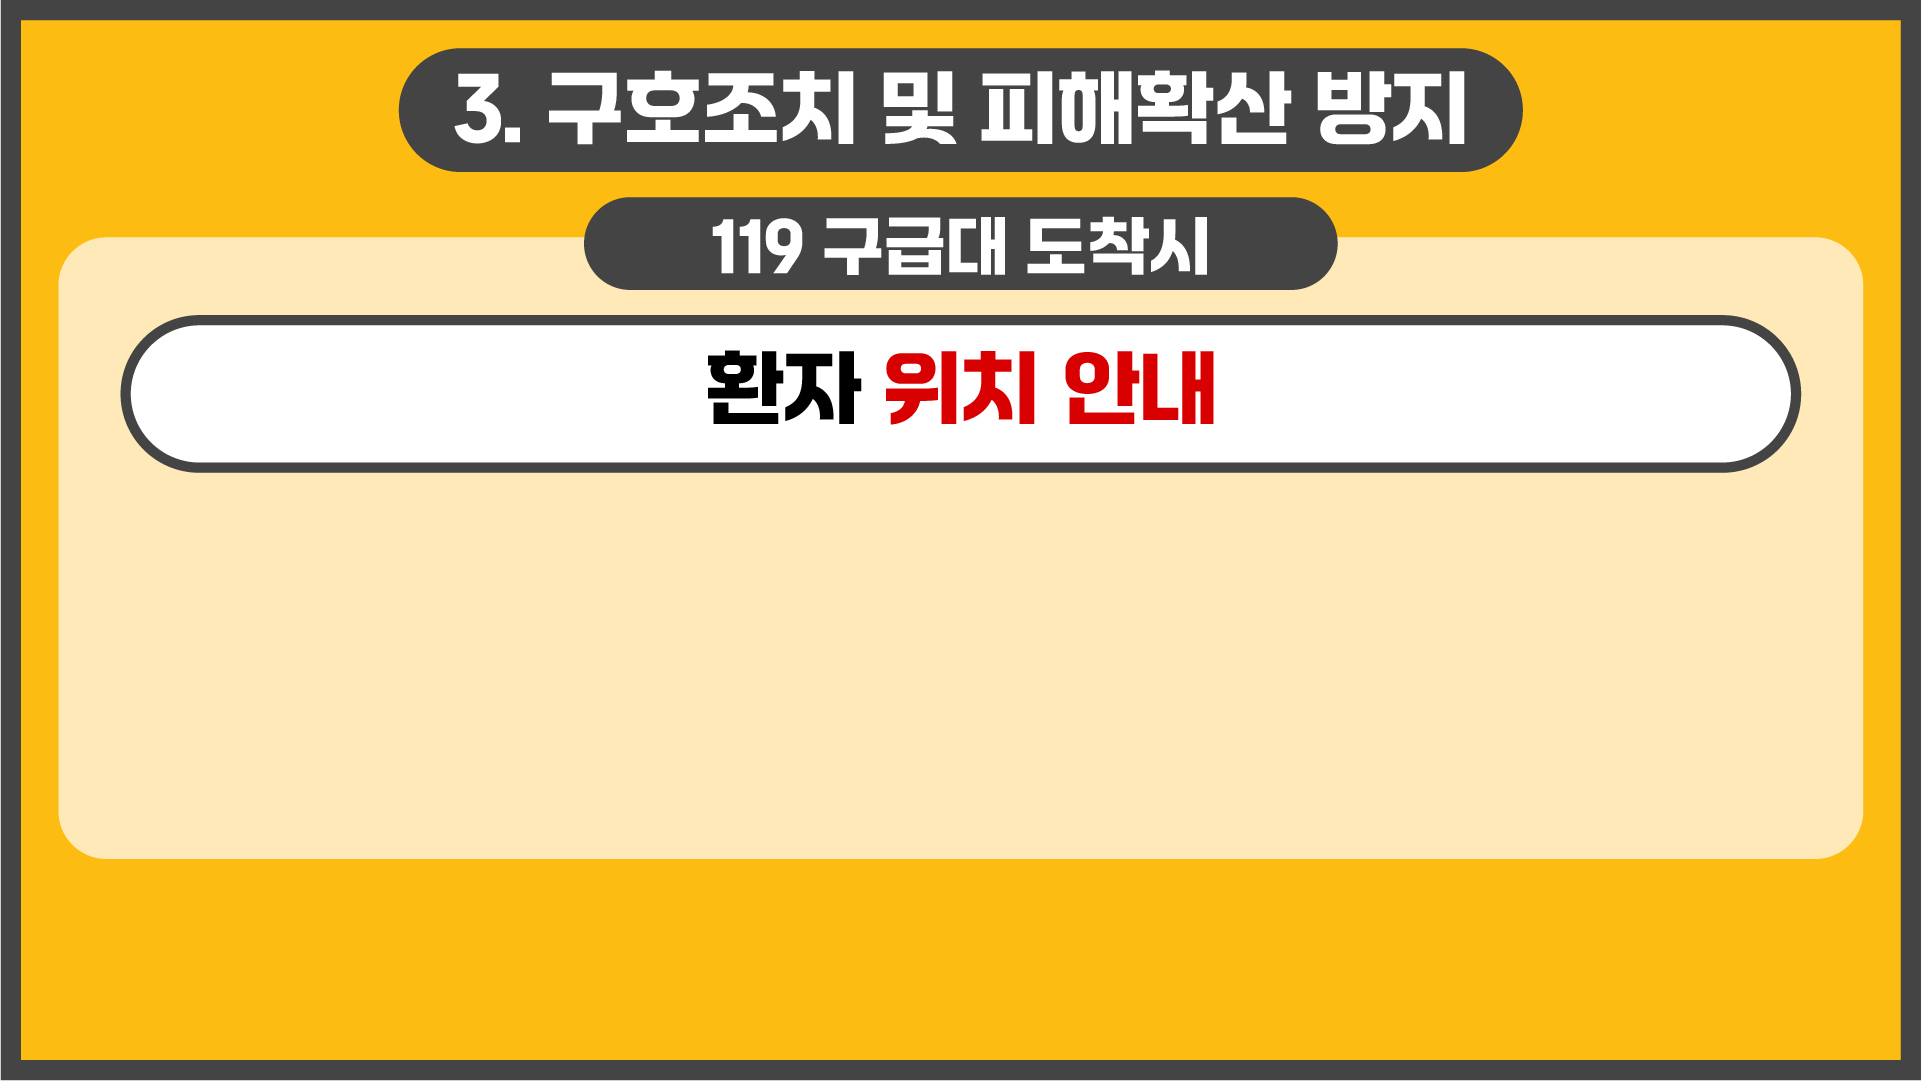 3. 구호조치 및 피해확산 방지
119 구급대 도착시
환자 위치 안내